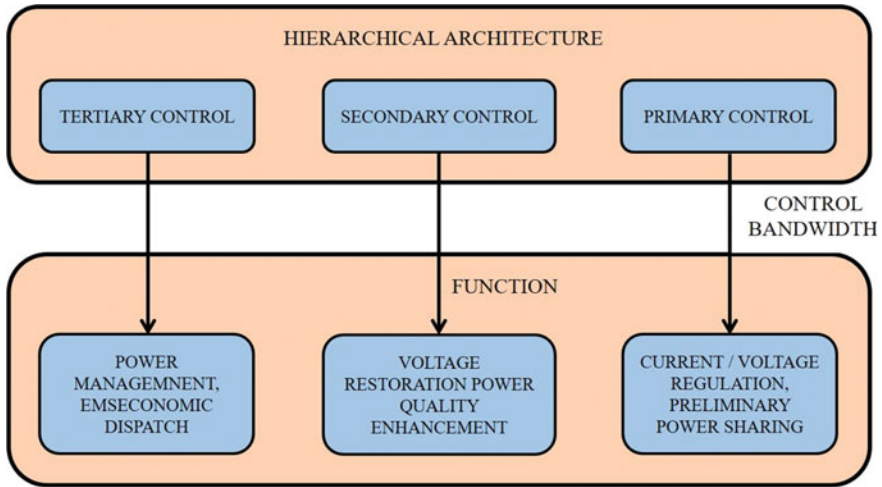 HIERARCHICAL ARCHITECTURE
TERTIARY CONTROL
SECONDARY CONTROL
PRIMARY CONTROL
CONTROL
BANDWIDTH
FUNCTION
POWER
MANAGEMNENT,
EMSECONOMIC
DISPATCH
VOLTAGE
RESTORATION POWER
QUALITY
ENHANCEMENT
CURRENT / VOLTAGE
REGULATION,
PRELIMINARY
POWER SHARING